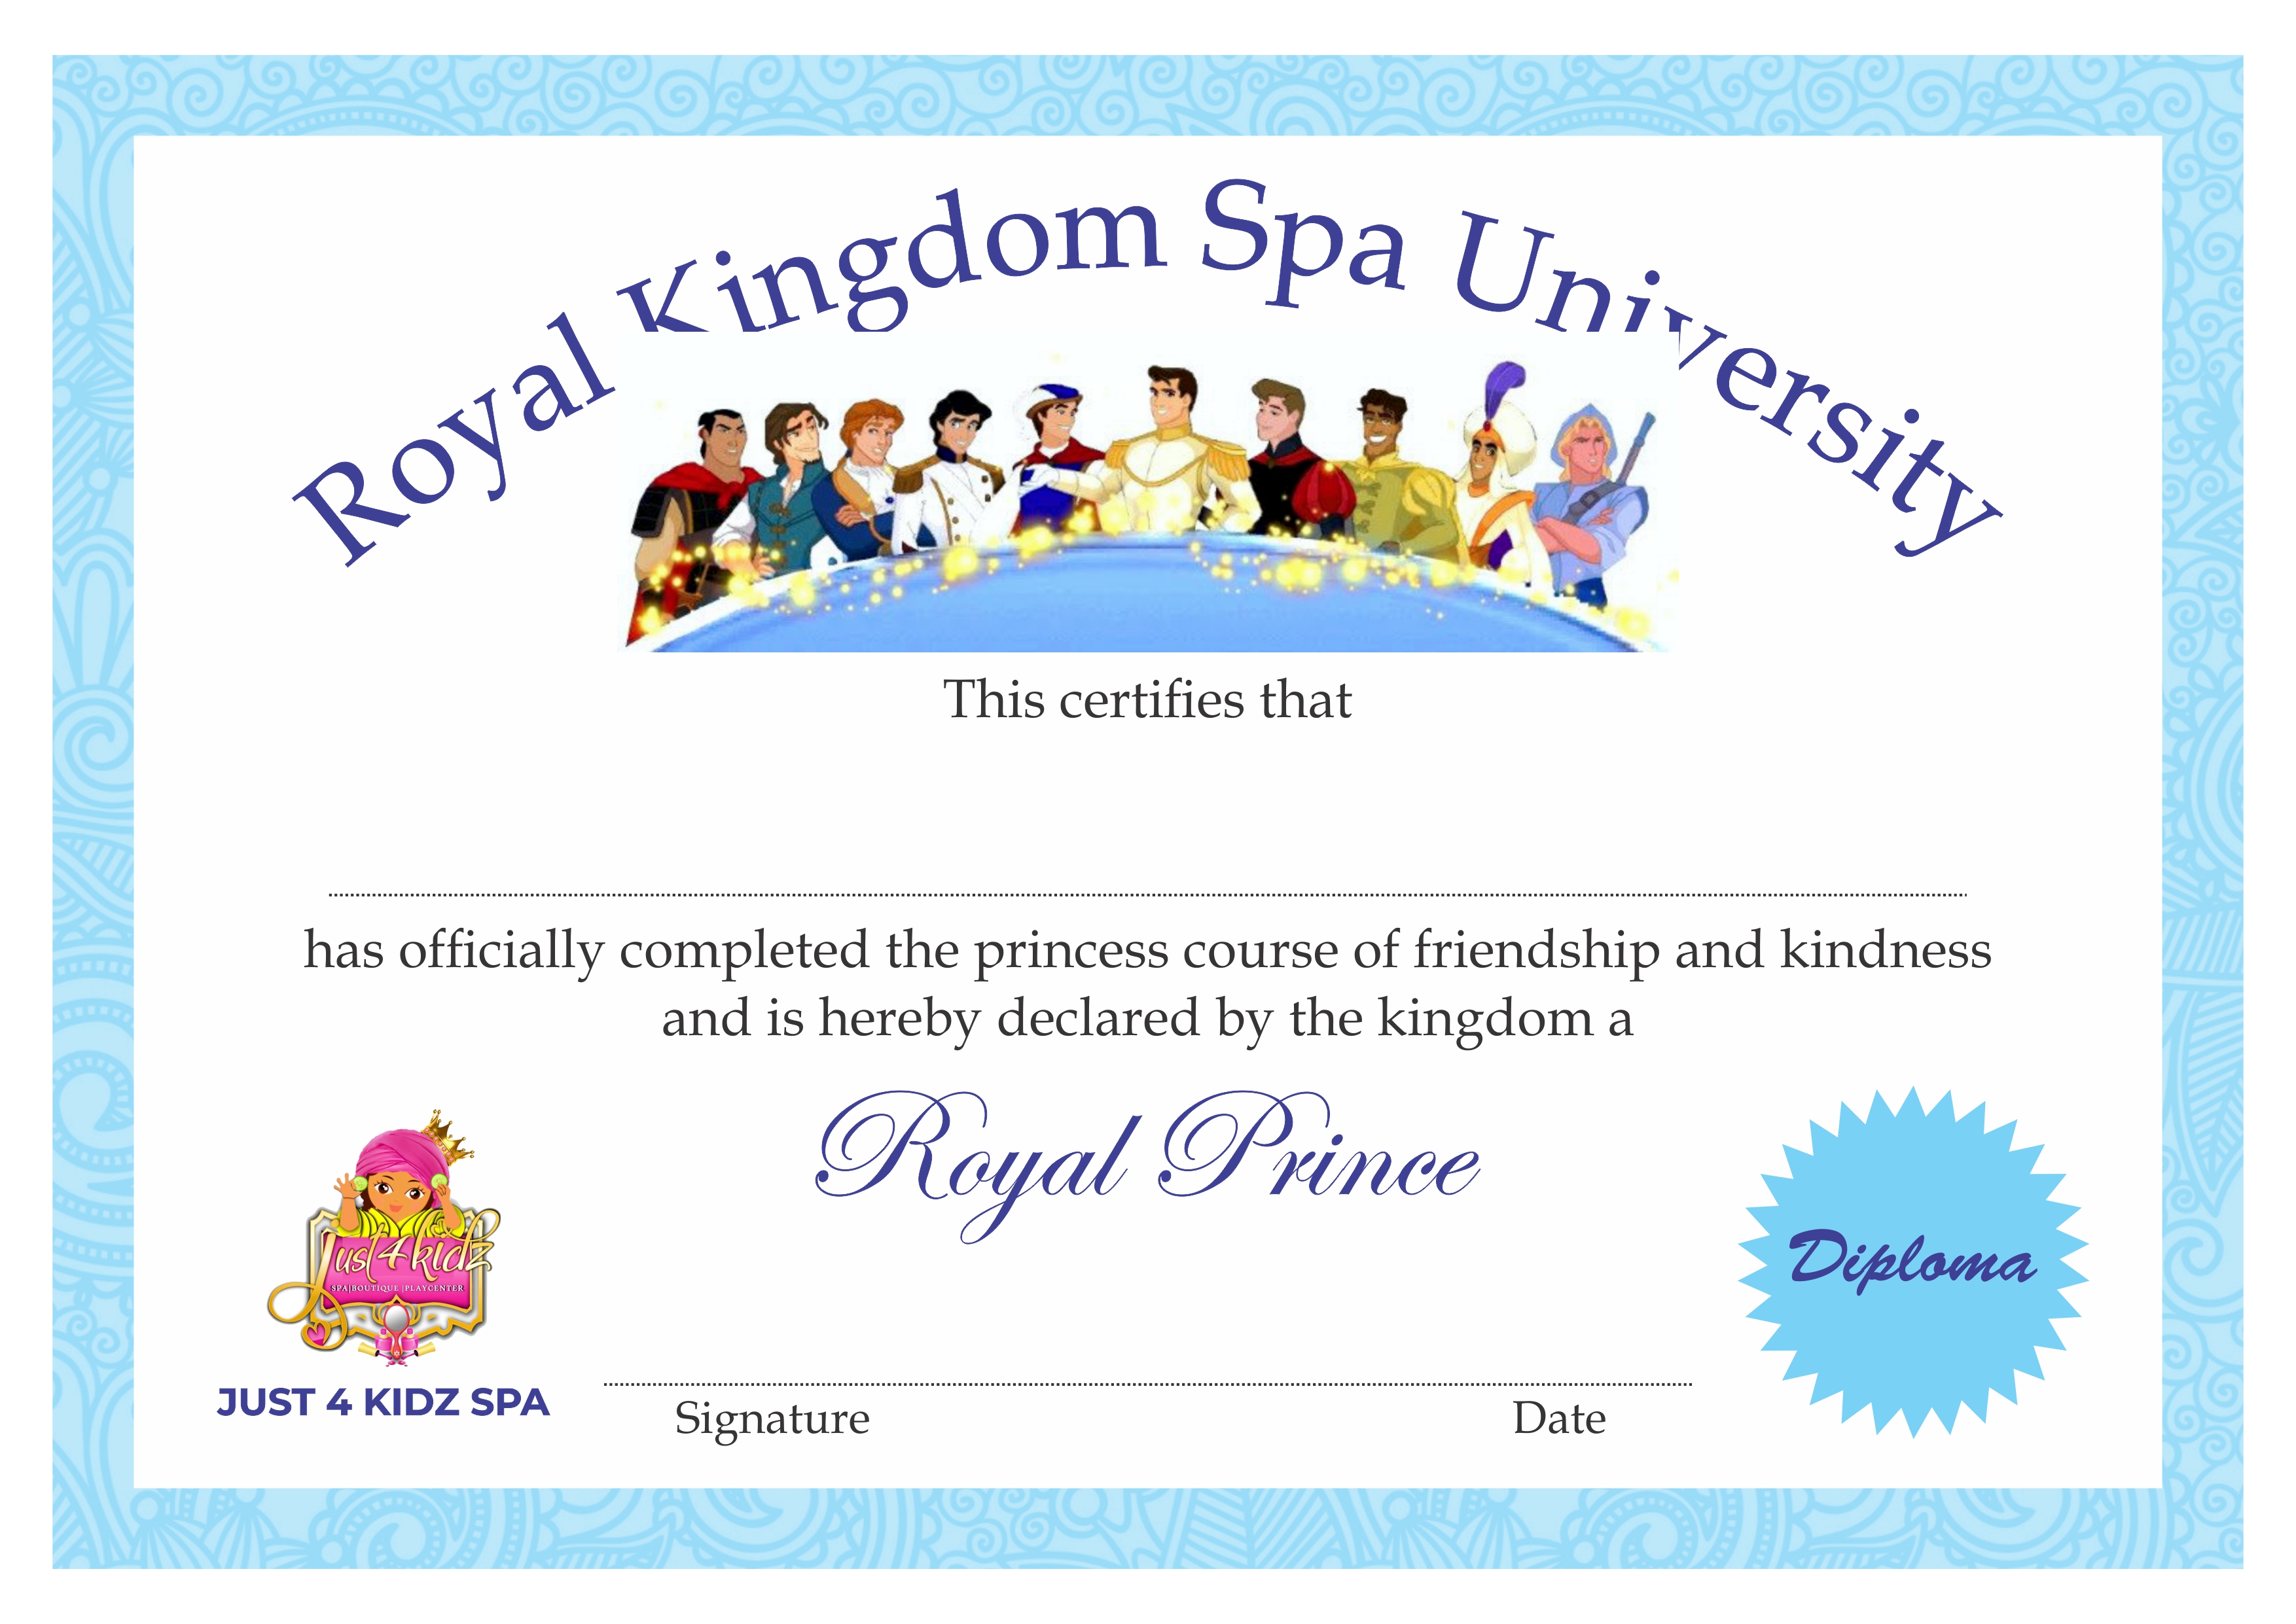 Royal Kingdom Spa University
This certifies that
has officially completed the princess course of friendship and kindness
and is hereby declared by the kingdom a
Royal Prince
Diploma
Just 4 kidz
SPA|BOUTIQUE |PLAYCENTER
JUST 4 KIDZ SPA
Signature Date